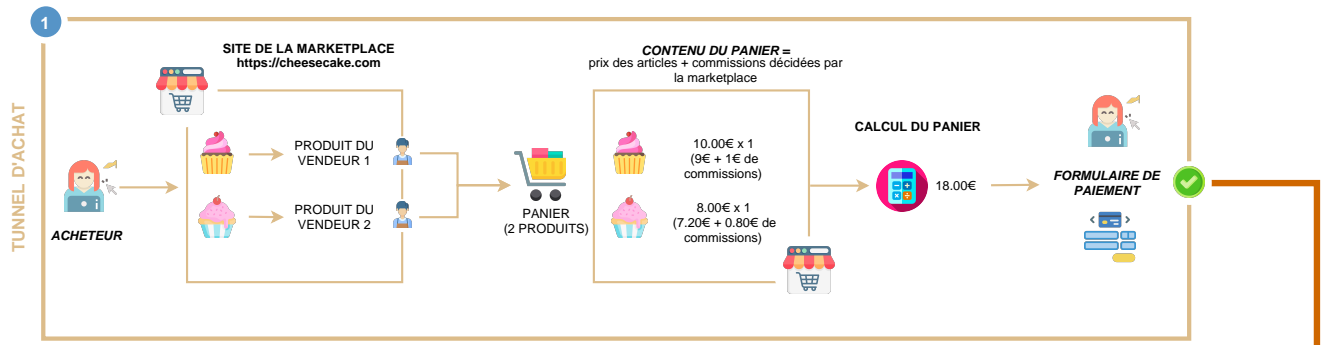 1
TUNNEL D'ACHAT
SITE DE LA MARKETPLACE
https://cheesecake.com
ACHETEUR
PRODUIT DU
VENDEUR 1
PRODUIT DU
VENDEUR 2
PANIER
(2 PRODUITS)
CONTENU DU PANIER =
prix des articles + commissions décidées par
la marketplace
10.00€ x 1
(9€ + 1€ de
commissions)
8.00€ x 1
(7.20€ + 0.80€ de
commissions)
CALCUL DU PANIER
18.00€
FORMULAIRE DE
PAIEMENT